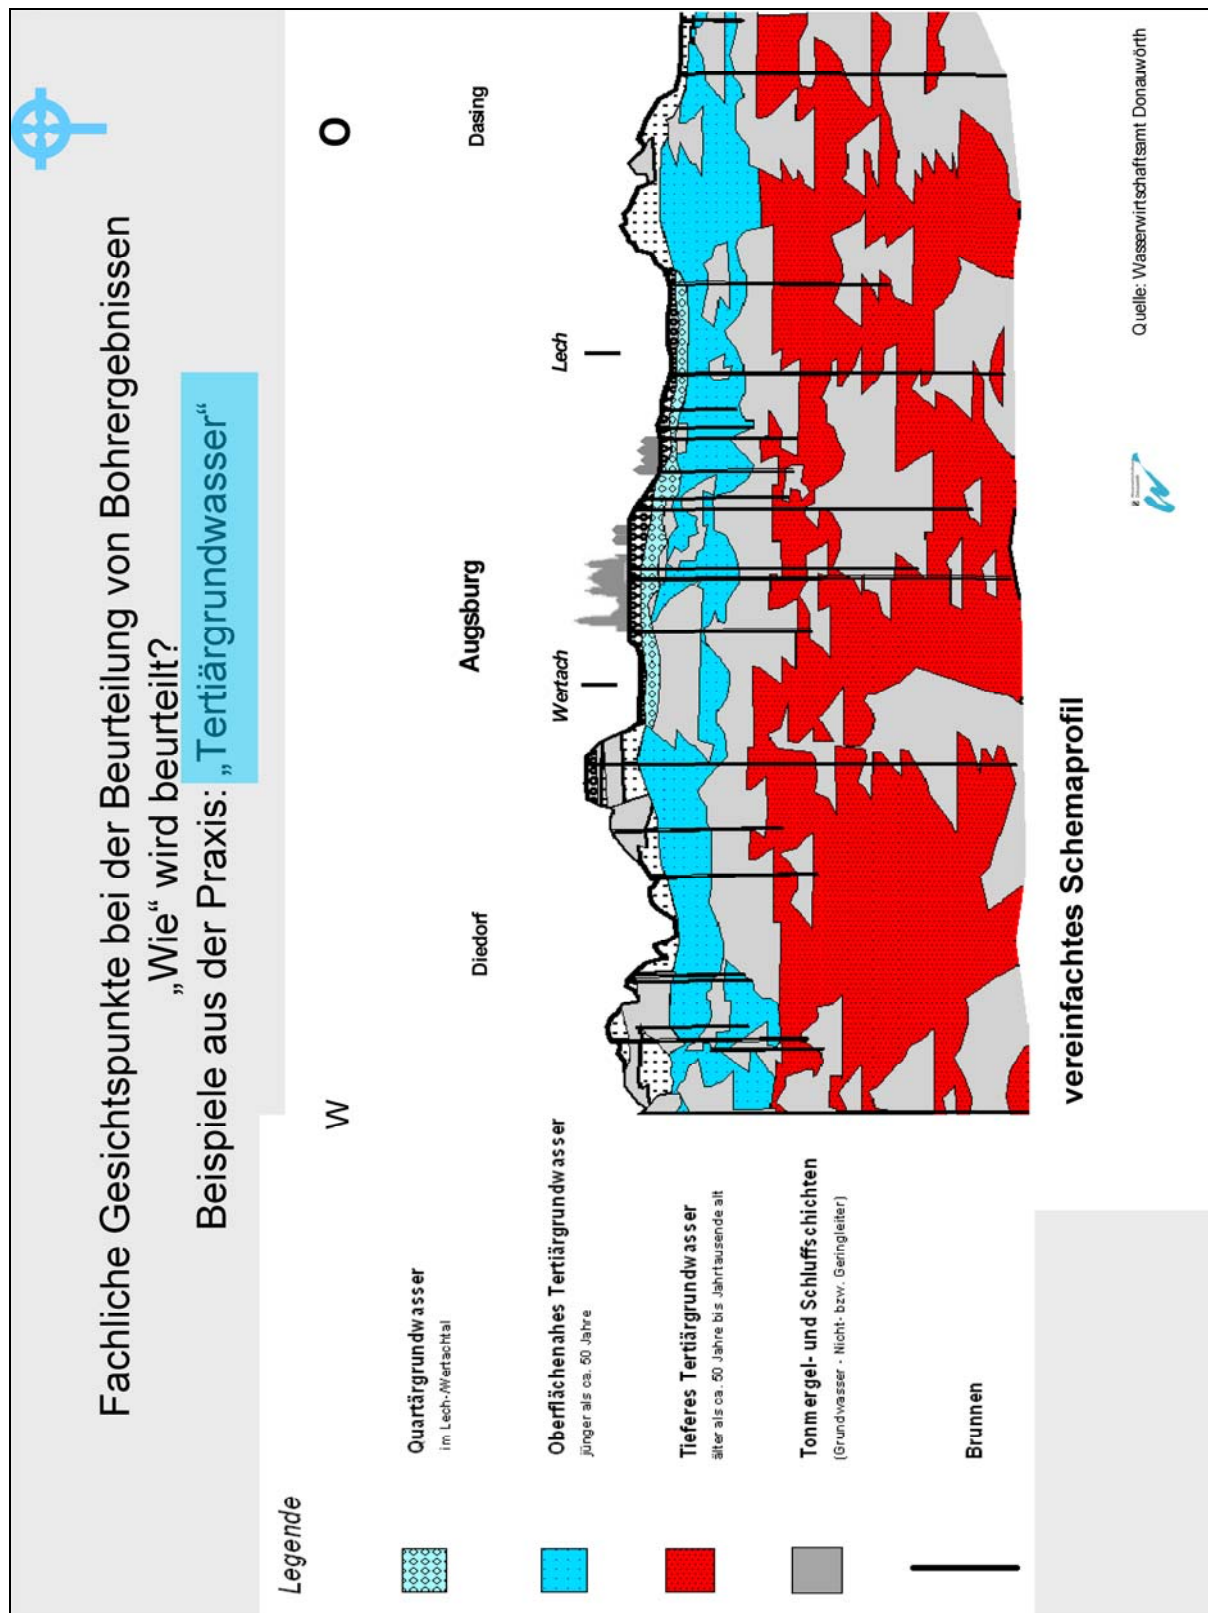 Fachliche Gesichtspunkte bei der Beurteilung von Bohrergebnissen
„Wie“ wird beurteilt?
Beispiele aus der Praxis: „Tertiärgrundwasser“
Legende
Quartärgrundwasser
im Lech-/Wertachtal
Oberflächenahes Tertiärgrundwasser
jünger als ca. 50 Jahre
Tieferes Tertiärgrundwasser
älter als ca. 50 Jahre bis Jahrtausende alt
Tonmergel- und Schluffschichten
(Grundwasser - Nicht- bzw. Geringleiter)
Brunnen
W
O
Diedorf
Augsburg
Dasing
Wertach
Lech
vereinfachtes Schemaprofil
Quelle: Wasserwirtschaftsamt Donauwörth